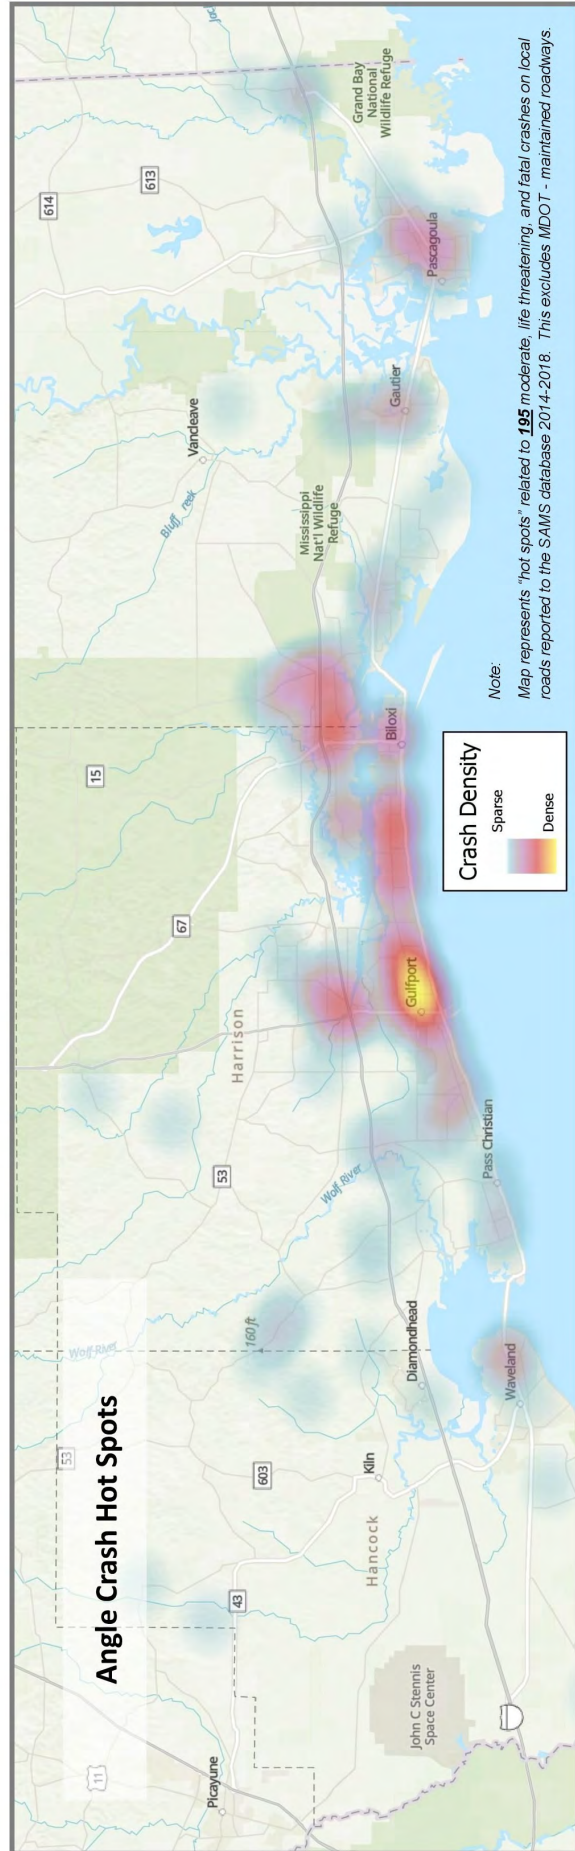 Angle Crash Hot Spots
11
Picayune
43
53
603
Kiln
Hancock
John C Stennis
Space Center
Diamondhead
Waveland
Wolf River
160 ft
Wolf River
53
Pass Christian
Harrison
Gulfport
67
15
Biloxi
Mississippi
Nat'l Wildlife
Refuge
Vancleave
Bluff reek
Gautier
Pascagoula
614
613
Grand Bay
National
Wildlife Refuge
Crash Density
Sparse
Dense
Note:
Map represents "hot spots" related to 195 moderate, life threatening, and fatal crashes on local
roads reported to the SAMS database 2014-2018. This excludes MDOT - maintained roadways.